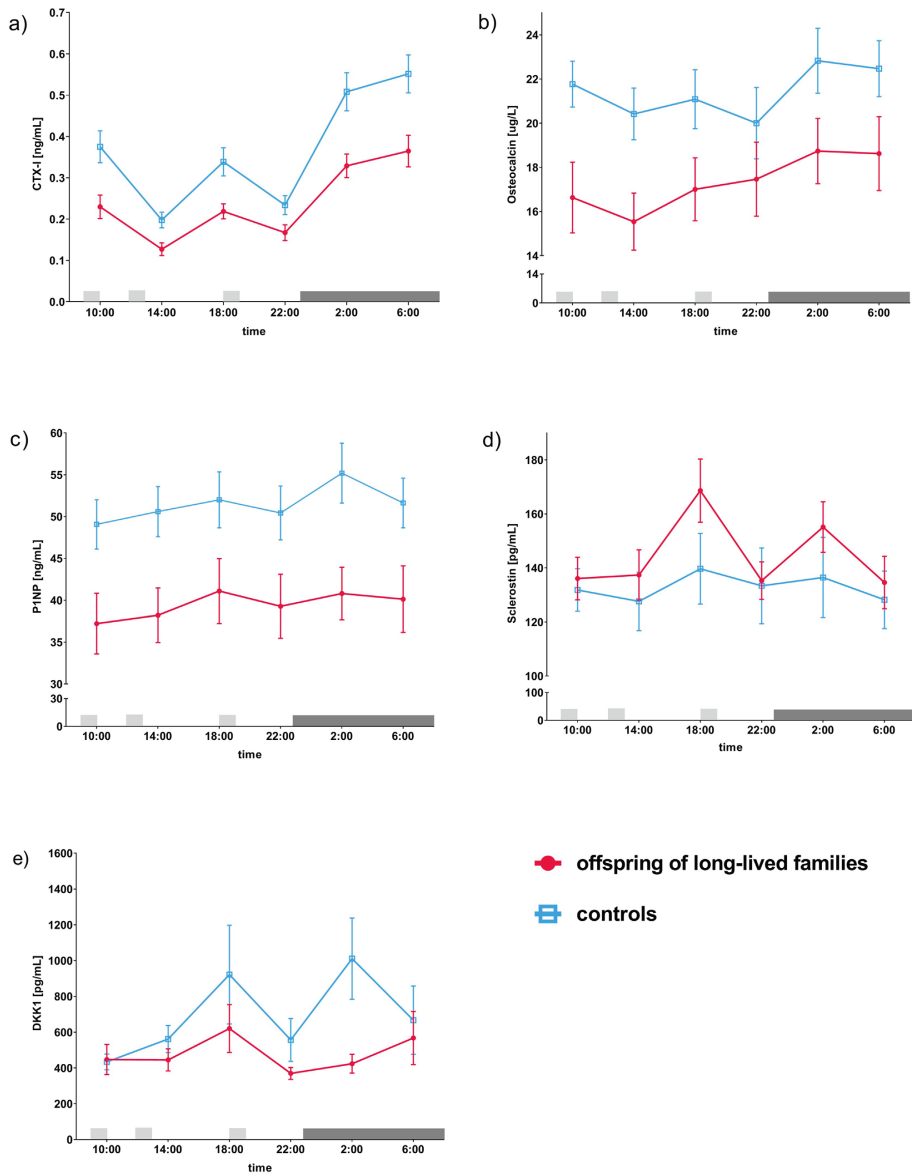 a)
0.7
0.6
0.5
0.4
0.3
0.2
0.1
0.0
CTX-I [ng/mL]
10:00 14:00 18:00 22:00 2:00 6:00
time
b)
24
22
20
18
16
14
14
0
Osteocalcin [ug/L]
10:00 14:00 18:00 22:00 2:00 6:00
time
c)
60
55
50
45
40
35
30
30
0
P1NP [ng/mL]
10:00 14:00 18:00 22:00 2:00 6:00
time
d)
180
160
140
120
100
100
0
Sclerostin [pg/mL]
10:00 14:00 18:00 22:00 2:00 6:00
time
e)
1600
1400
1200
1000
800
600
400
200
0
DKK1 [pg/mL]
10:00 14:00 18:00 22:00 2:00 6:00
time
offspring of long-lived families
controls